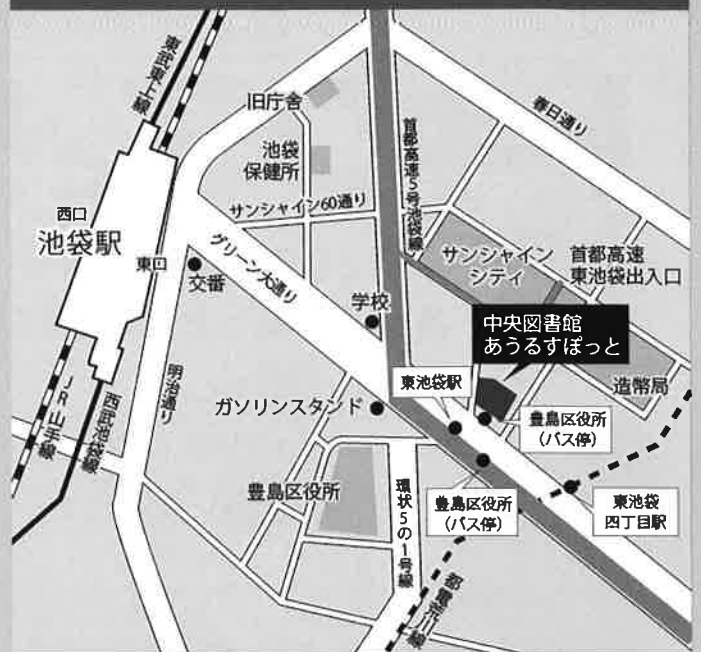 東武東上線
旧庁舎
春日通り
池袋
保健所
首都高速5号池袋線
サンシャイン60通り
西口
池袋駅
東口
交番
グリーン大通り
サンシャイン
シティ
首都高速
東池袋出入口
学校
中央図書館
あうるすぽっと
東池袋駅
造幣局
明治通り
JR山手線
西武池袋線
ガソリンスタンド
豊島区役所
(バス停)
豊島区役所
環状5の1号線
豊島区役所
(バス停)
東池袋
四丁目駅
都電荒川線